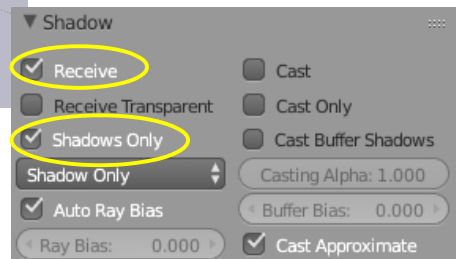 Shadow
Receive
Cast
Receive Transparent
Cast Only
Shadows Only
Cast Buffer Shadows
Shadow Only
Casting Alpha: 1.000
Auto Ray Bias
Buffer Bias: 0.000
Ray Bias: 0.000
Cast Approximate